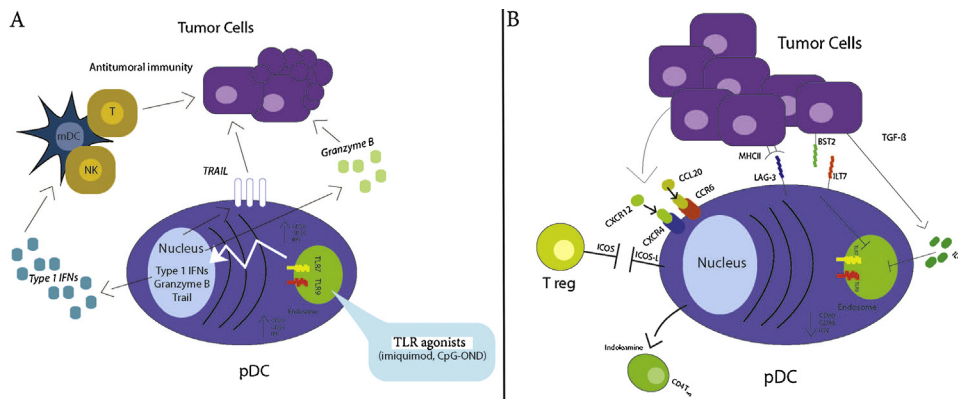 A
Tumor Cells
Antitumoral immunity
T
mDC
NK
Granzyme B
TRAIL
Nucleus
Type 1 IFNs
Granzyme B
Trail
Type 1 IFNs
TLR7
TLR9
Endosome
TLR agonists
(imiquimod, CpG-OND)
pDC
B
Tumor Cells
TGF-ß
BST2
MHCII
LAG-3
ILT7
CCL20
CCR6
CXCR12
CXCR4
ICOS
ICOS-L
T reg
Nucleus
Endosome
Indoleamine
CD4T
pDC